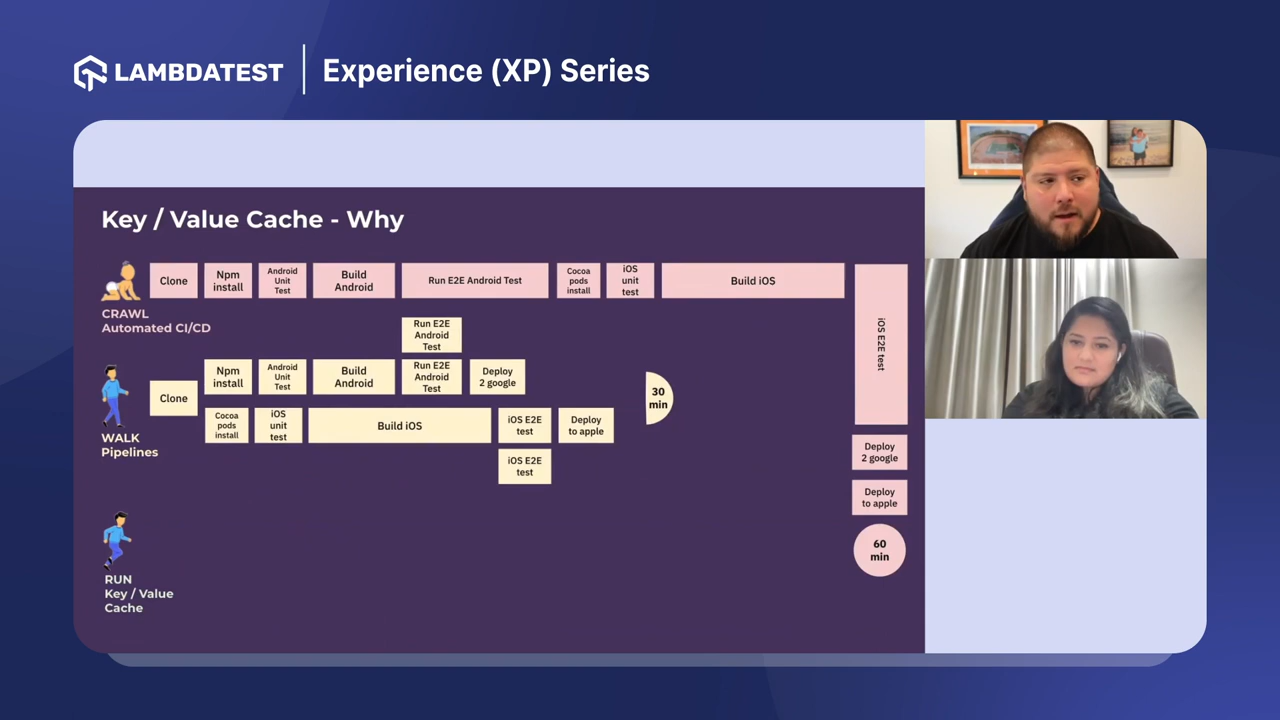 LAMBDATEST
Experience (XP) Series
Key / Value Cache - Why
Clone
Npm
install
Android
Unit
Test
Build
Android
Run E2E Android Test
Cocoa
pods
install
iOS
unit
test
Build iOS
iOS E2E test
CRAWL
Automated CI/CD
Run E2E
Android
Test
Clone
Npm
install
Android
Unit
Test
Build
Android
Run E2E
Android
Test
Deploy
2 google
30
min
Cocoa
pods
install
iOS
unit
test
Build iOS
iOS E2E
test
Deploy
to apple
WALK
Pipelines
iOS E2E
test
Deploy
2 google
Deploy
to apple
60
min
RUN
Key / Value
Cache